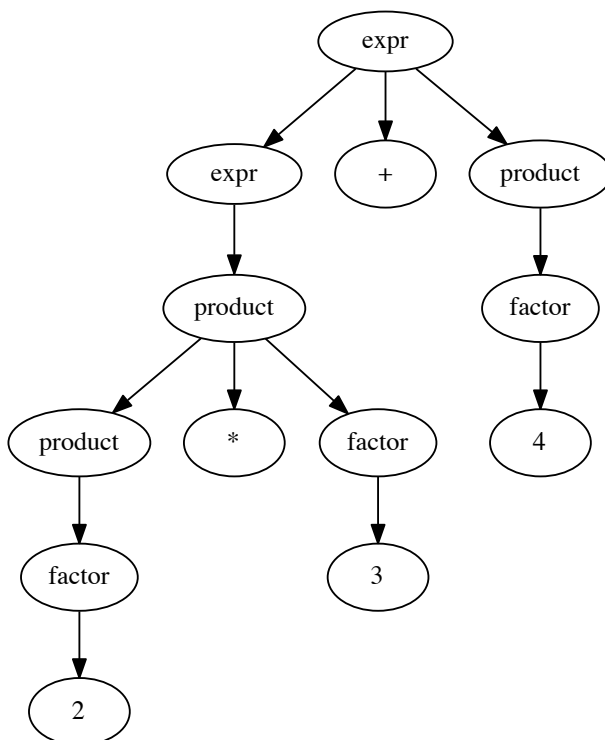 expr
expr + product
product factor
product * factor 4
factor 3
2